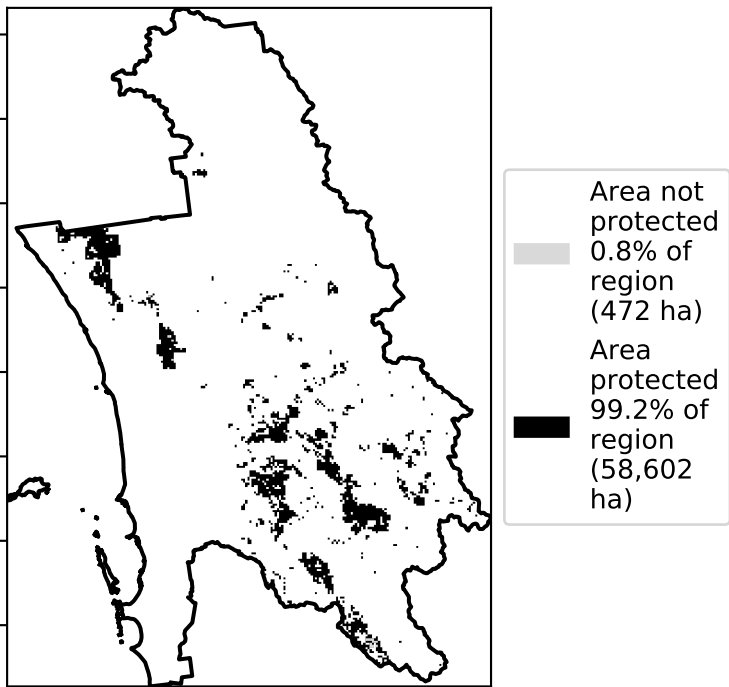 Area not
protected
0.8% of
region
(472 ha)
Area
protected
99.2% of
region
(58,602
ha)